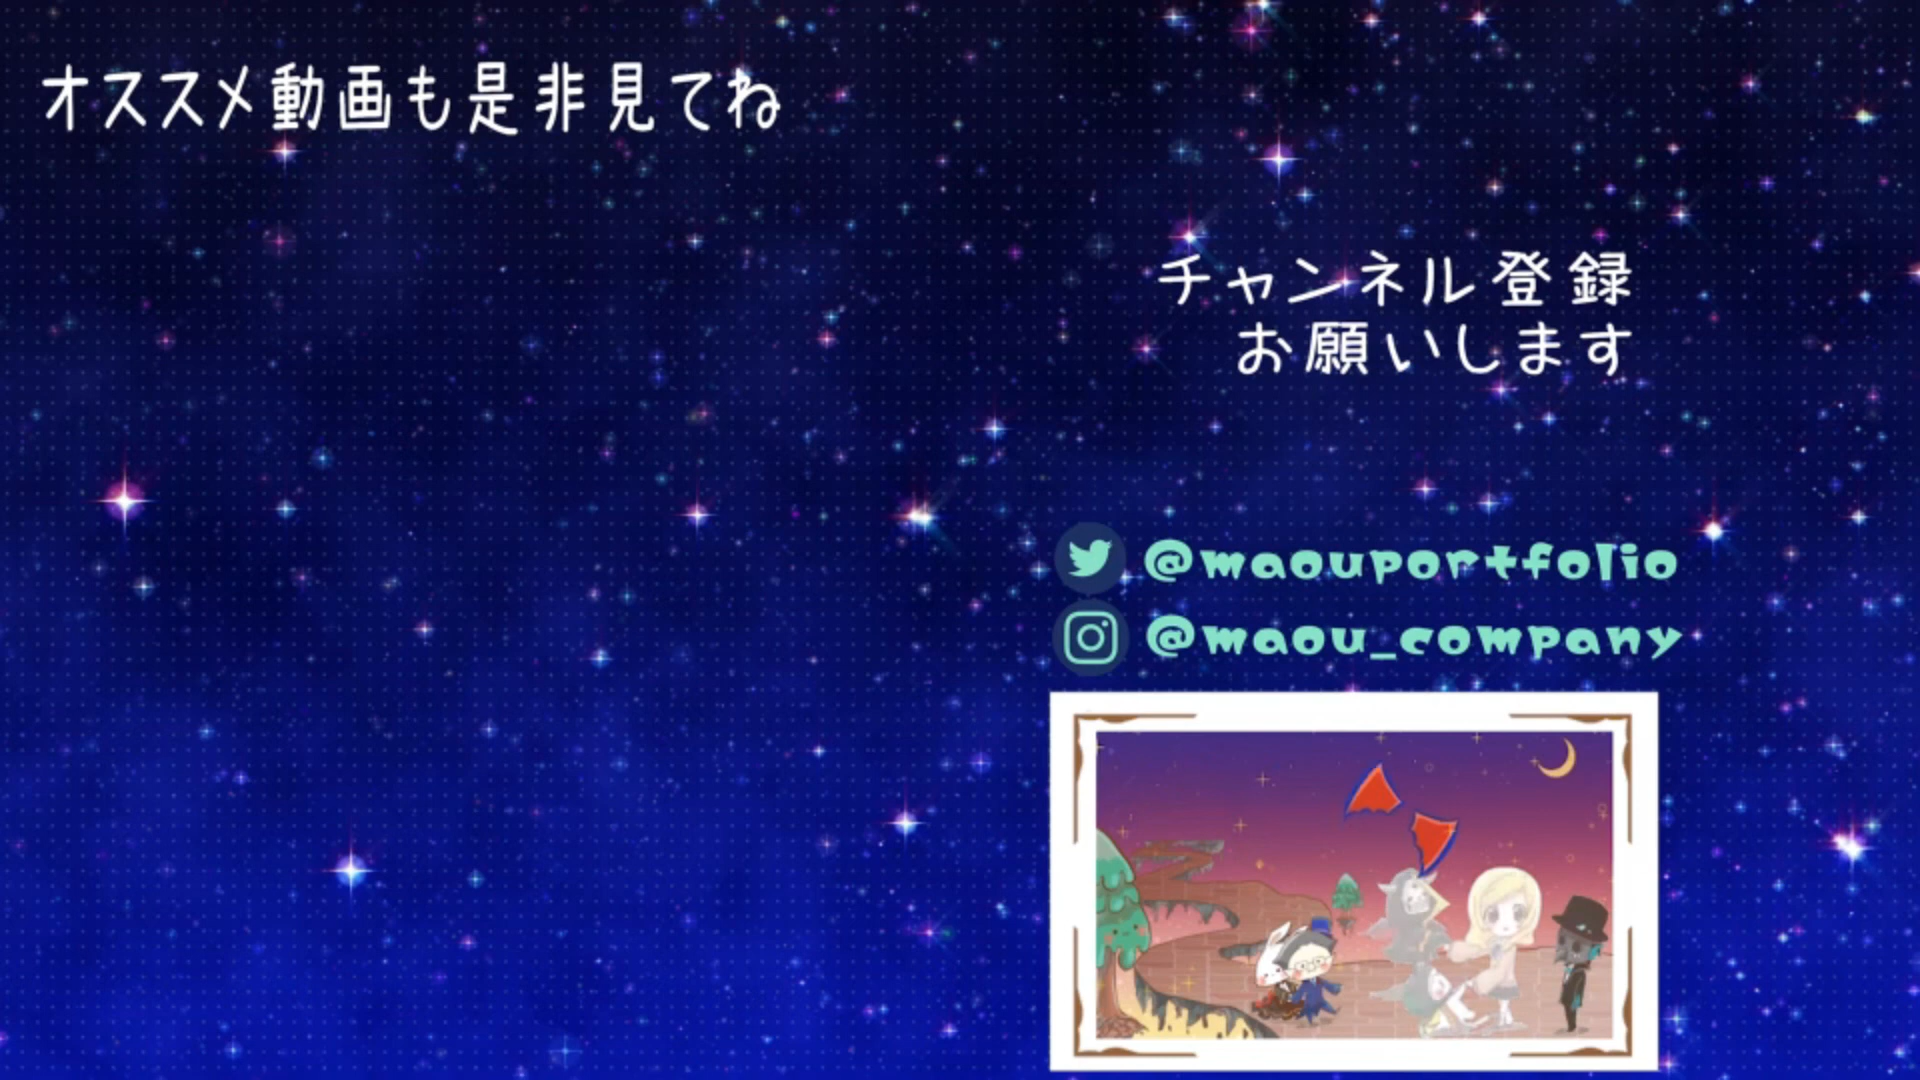 オススメ動画も是非見てね
チャンネル登録
お願いします
@maouportfolio
@maou_company